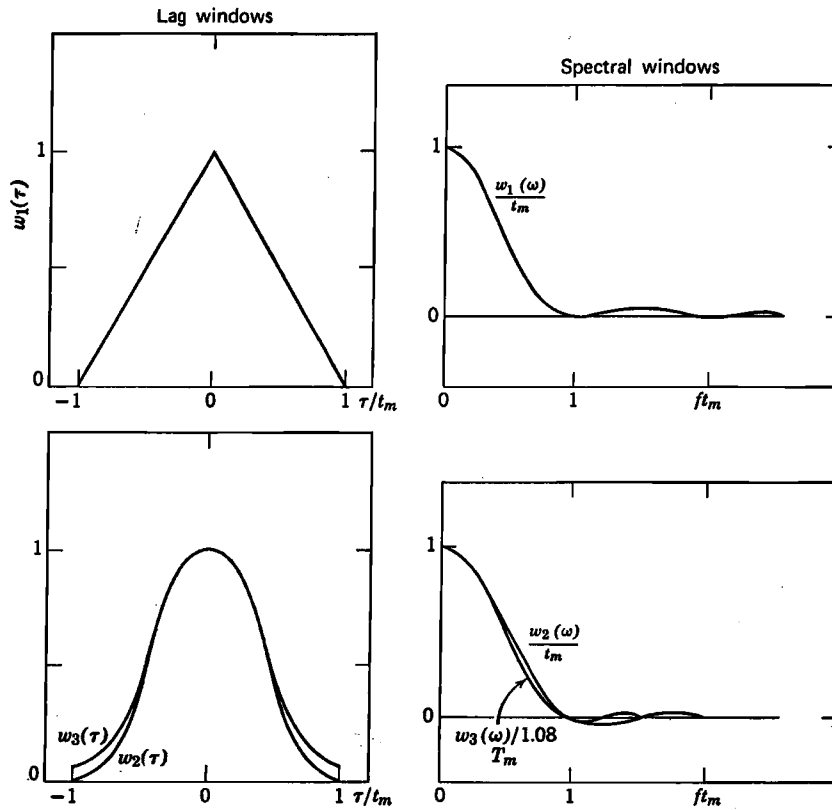 Lag windows
1
w₁(τ)
0
−1
0
1
τ/tₘ
Spectral windows
1
w₁(ω)
tₘ
0
0
1
ftₘ
1
w₃(τ)
w₂(τ)
0
−1
0
1
τ/tₘ
1
w₂(ω)
tₘ
0
w₃(ω)/1.08
Tₘ
0
1
ftₘ